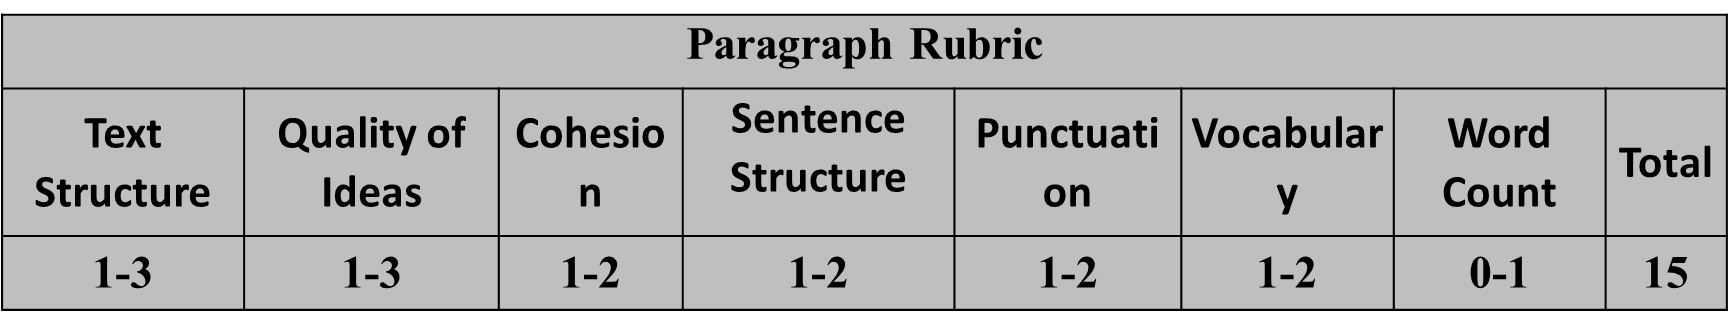 Paragraph Rubric
Text Structure
Quality of Ideas
Cohesio
n
Sentence Structure
Punctuati
on
Vocabular
y
Word Count
Total
1-3
1-3
1-2
1-2
1-2
1-2
0-1
15